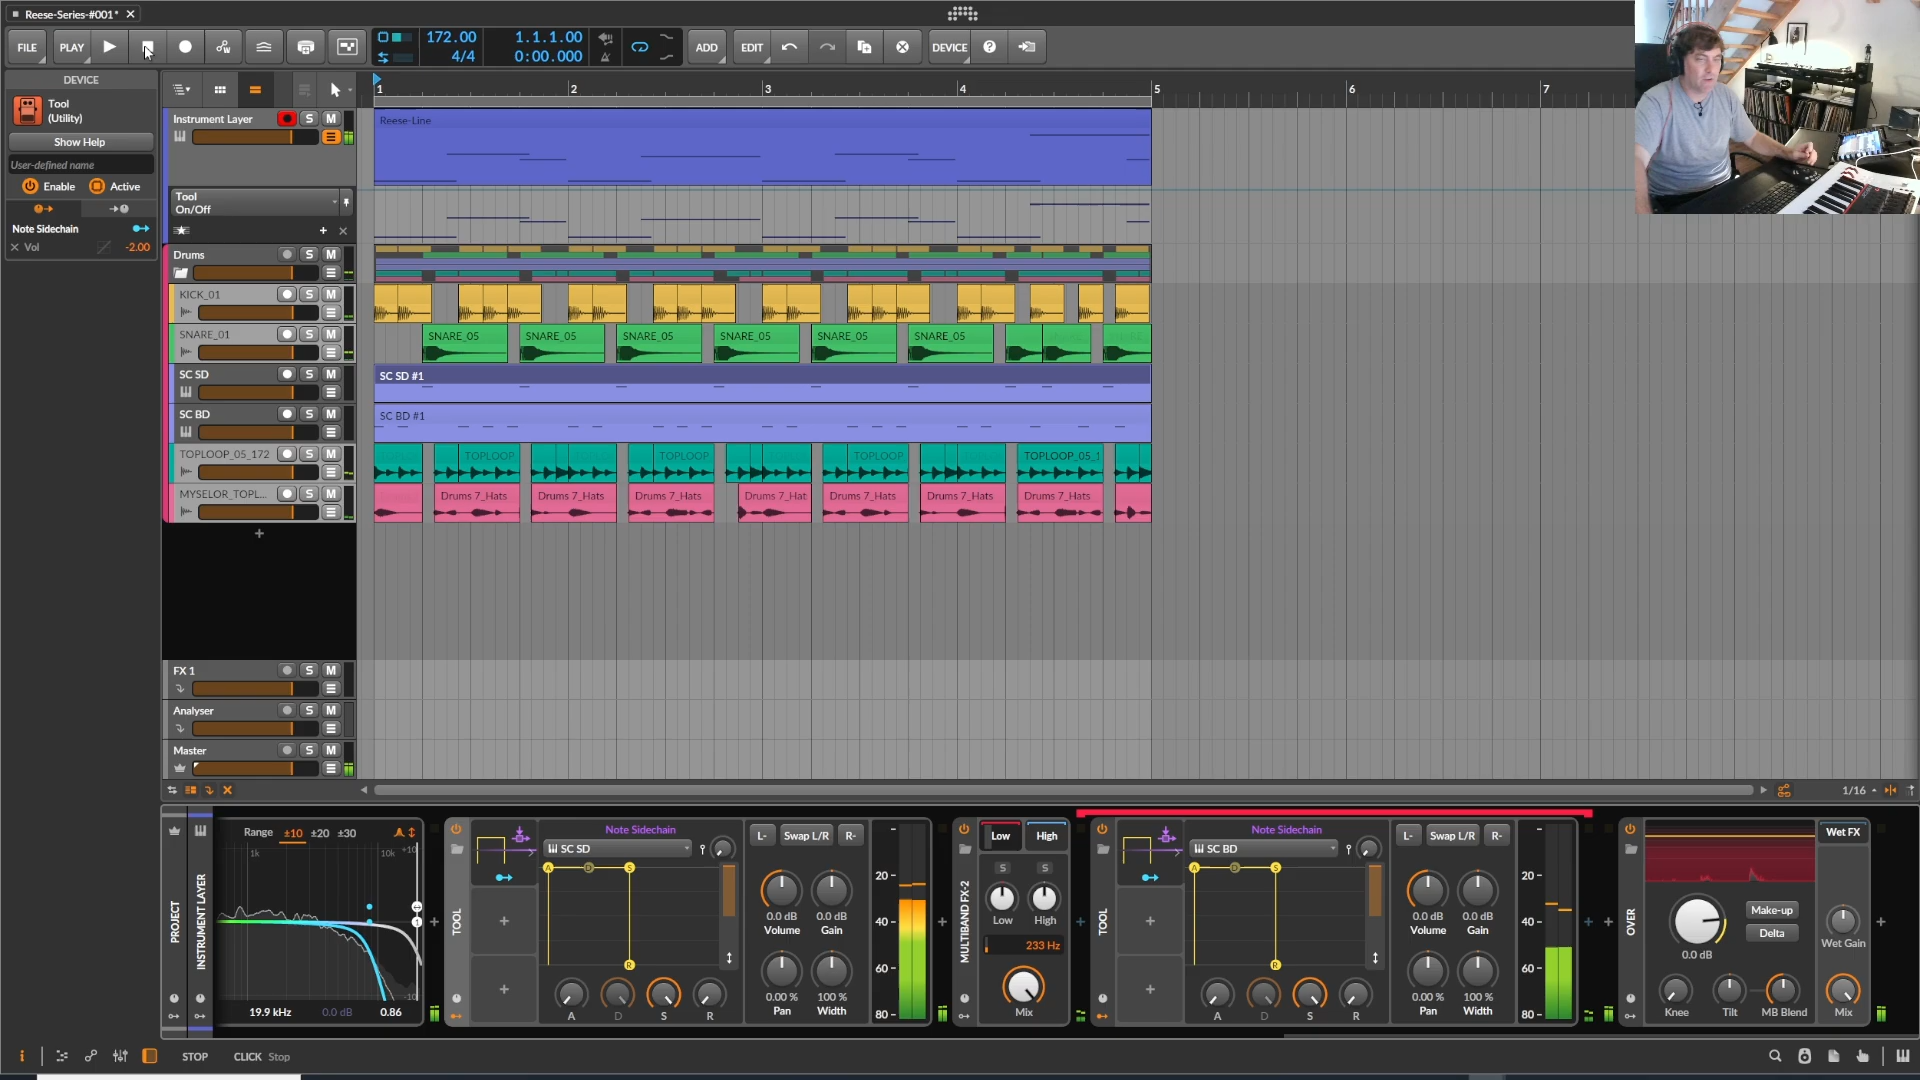 Reese-Series-#001*
FILE
PLAY
172.00
4/4
1.1.1.00
0:00.000
ADD
EDIT
DEVICE
DEVICE
Tool
(Utility)
Show Help
User-defined name
Enable
Active
Note Sidechain
Vol
-2.00
1
2
3
4
5
6
7
Instrument Layer
S
M
Reese-Line
Tool
On/Off
Drums
S
M
KICK_01
S
M
SNARE_01
S
M
SNARE_05
SNARE_05
SNARE_05
SNARE_05
SNARE_05
SNARE_05
SC SD
S
M
SC SD #1
SC BD
S
M
SC BD #1
TOPLOOP_05_172
S
M
TOPLOOP
TOPLOOP
TOPLOOP
TOPLOOP_05_1
MYSELOR_TOPL...
S
M
Drums 7_Hats
Drums 7_Hats
Drums 7_Hats
Drums 7_Hat
Drums 7_Hats
Drums 7_Hats
Drums 7_Hats
FX 1
S
M
Analyser
S
M
Master
S
M
1/16
PROJECT
INSTRUMENT LAYER
Range
±10
±20
±30
1k
10k
+10
-10
19.9 kHz
0.0 dB
0.86
TOOL
Note Sidechain
SC SD
A
D
S
R
A
D
S
R
L-
Swap L/R
R-
0.0 dB
Volume
0.0 dB
Gain
0.00 %
Pan
100 %
Width
20
40
60
80
MULTIBAND FX-2
Low
High
S
S
Low
High
233 Hz
Mix
TOOL
Note Sidechain
SC BD
A
D
S
R
A
D
S
R
L-
Swap L/R
R-
0.0 dB
Volume
0.0 dB
Gain
0.00 %
Pan
100 %
Width
20
40
60
80
OVER
Wet FX
Make-up
Delta
0.0 dB
Wet Gain
Knee
Tilt
MB Blend
Mix
STOP
CLICK
Stop